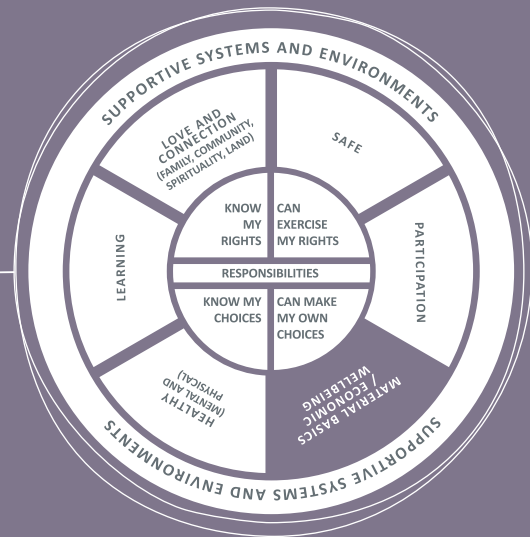 SUPPORTIVE SYSTEMS AND ENVIRONMENTS
LOVE AND
CONNECTION
(FAMILY, COMMUNITY,
SPIRITUALITY, LAND)
SAFE
PARTICIPATION
MATERIAL BASICS
/ ECONOMIC
WELLBEING
HEALTHY
(MENTAL AND
PHYSICAL)
LEARNING
KNOW
MY
RIGHTS
CAN
EXERCISE
MY RIGHTS
RESPONSIBILITIES
KNOW MY
CHOICES
CAN MAKE
MY OWN
CHOICES
SUPPORTIVE SYSTEMS AND ENVIRONMENTS